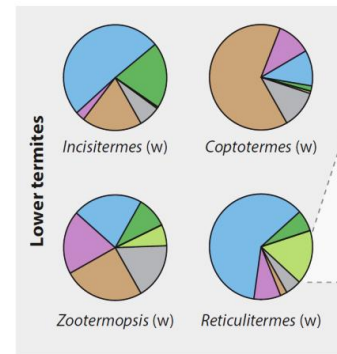 Lower termites
Incisitermes (w)
Coptotermes (w)
Zootermopsis (w)
Reticulitermes (w)